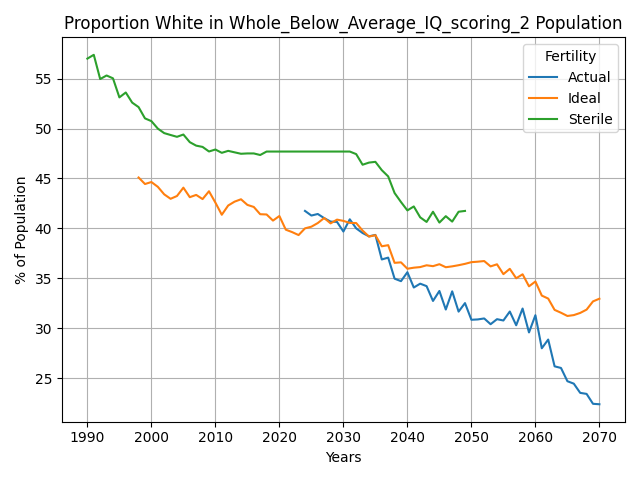 Proportion White in Whole_Below_Average_IQ_scoring_2 Population
Fertility
Actual
Ideal
Sterile
% of Population
55
50
45
40
35
30
25
1990 2000 2010 2020 2030 2040 2050 2060 2070
Years